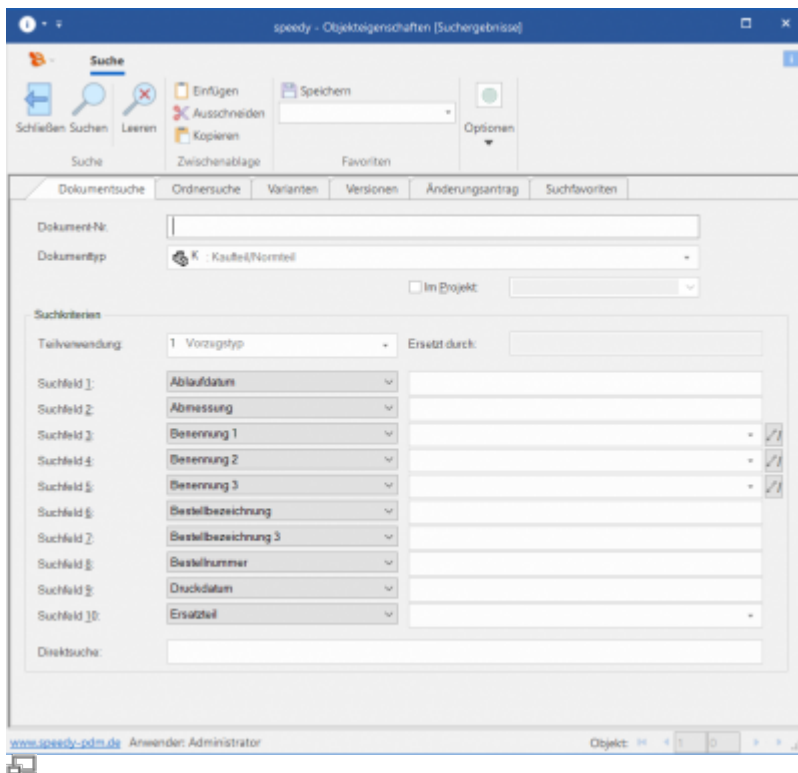 speedy - Objekteigenschaften [Suchergebnisse]
Suche
Schließen Suchen Leeren
Einfügen
Ausschneiden
Kopieren
Speichern
Optionen
Suche Zwischenablage Favoriten
Dokumentsuche Ordnersuche Varianten Versionen Änderungsantrag Suchfavoriten
Dokument-Nr.
Dokumenttyp K : Kaufteil/Normteil
Im Projekt:
Suchkriterien
Teilverwendung: 1 Vorzugstyp Ersetzt durch:
Suchfeld 1: Ablaufdatum
Suchfeld 2: Abmessung
Suchfeld 3: Benennung 1
Suchfeld 4: Benennung 2
Suchfeld 5: Benennung 3
Suchfeld 6: Bestellbezeichnung
Suchfeld 7: Bestellbezeichnung 3
Suchfeld 8: Bestellnummer
Suchfeld 9: Druckdatum
Suchfeld 10: Ersatzteil
Direktsuche:
www.speedy-pdm.de Anwender: Administrator Objekt: 1 0